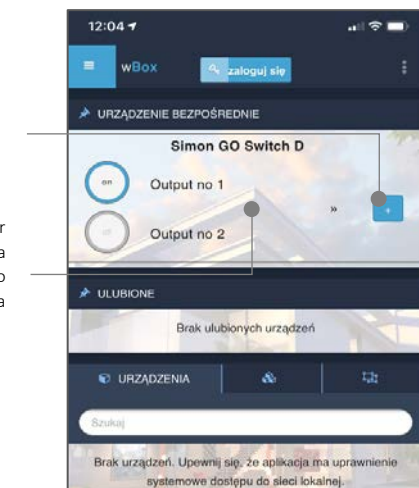 12:04
wBox
zaloguj się
URZĄDZENIE BEZPOŚREDNIE
Simon GO Switch D
on
Output no 1
»
+
off
Output no 2
r
a
o
a
ULUBIONE
Brak ulubionych urządzeń
URZĄDZENIA
Szukaj
Brak urządzeń. Upewnij się, że aplikacja ma uprawnienie
systemowe dostępu do sieci lokalnej.